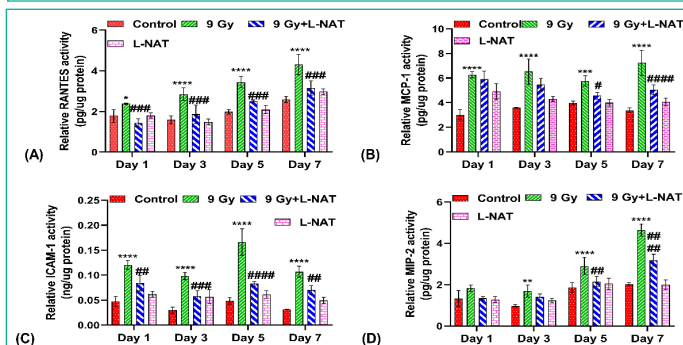 Control 9 Gy 9 Gy+L-NAT
L-NAT
Relative RANTES activity
(pg/ug protein)
6
4
2
0
* ###
**** ###
**** ###
**** ###
Day 1 Day 3 Day 5 Day 7
(A)
Control 9 Gy 9 Gy+L-NAT
L-NAT
Relative MCP-1 activity
(pg/ug protein)
10
8
6
4
2
0
****
****
*** #
**** ####
Day 1 Day 3 Day 5 Day 7
(B)
Control 9 Gy 9 Gy+L-NAT
L-NAT
Relative ICAM-1 activity
(ng/ug protein)
0.25
0.20
0.15
0.10
0.05
0.00
**** ##
**** ###
**** ####
**** ##
Day 1 Day 3 Day 5 Day 7
(C)
Control 9 Gy 9 Gy+L-NAT
L-NAT
Relative MIP-2 activity
(pg/ug protein)
6
4
2
0
**
**** ##
**** ##
##
Day 1 Day 3 Day 5 Day 7
(D)